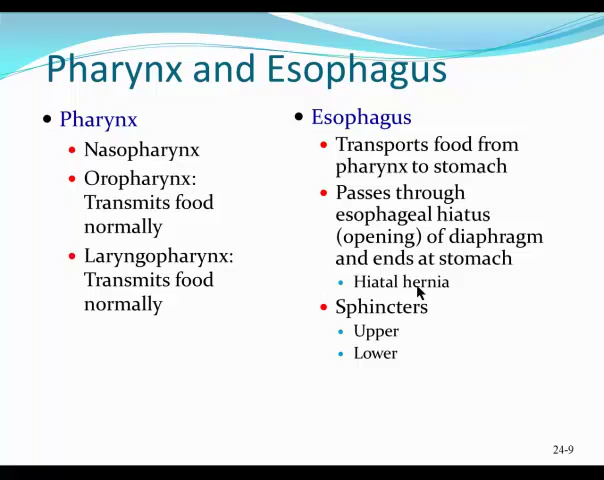 Pharynx and Esophagus
• Pharynx
• Nasopharynx
• Oropharynx:
Transmits food
normally
• Laryngopharynx:
Transmits food
normally
• Esophagus
• Transports food from
pharynx to stomach
• Passes through
esophageal hiatus
(opening) of diaphragm
and ends at stomach
• Hiatal hernia
• Sphincters
• Upper
• Lower
24-9